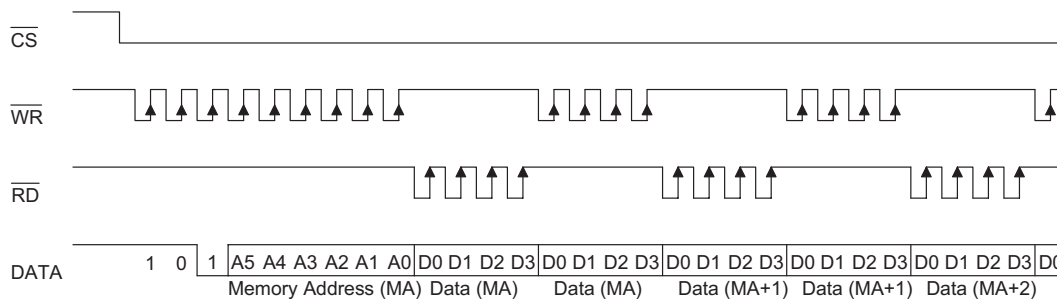 CS
WR
RD
DATA 1 0 1 A5 A4 A3 A2 A1 A0 D0 D1 D2 D3 D0 D1 D2 D3 D0 D1 D2 D3 D0 D1 D2 D3 D0 D1 D2 D3 D0
Memory Address (MA) Data (MA) Data (MA) Data (MA+1) Data (MA+1) Data (MA+2)